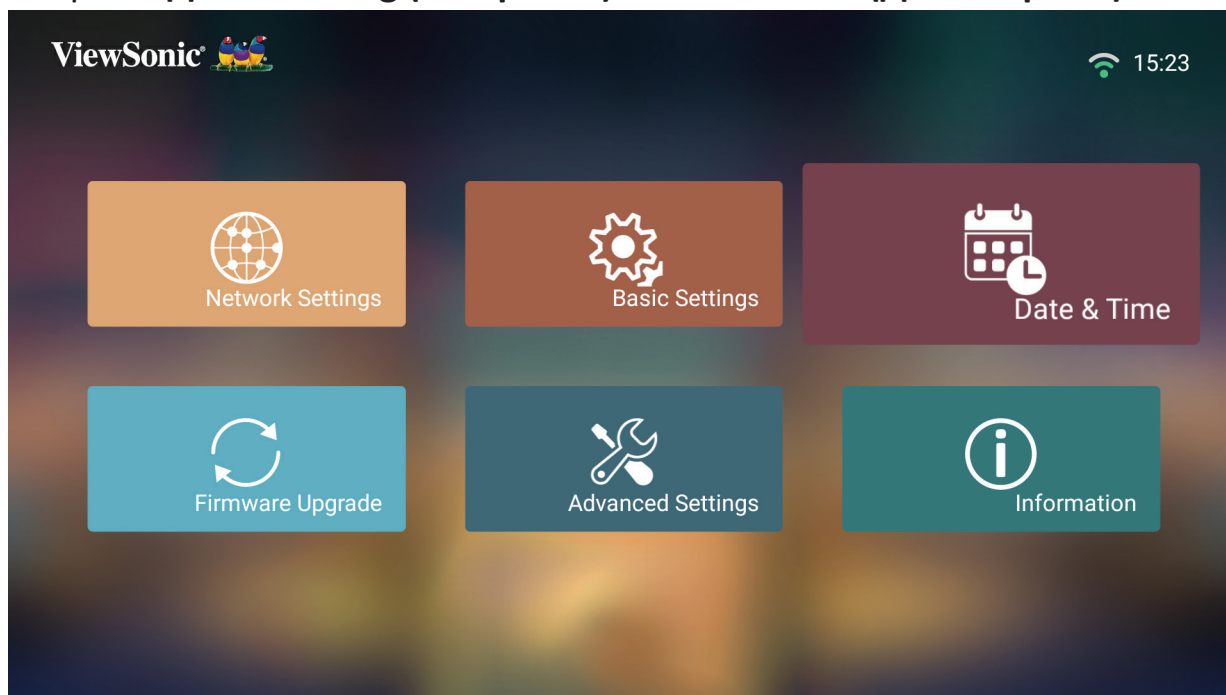 ViewSonic®
15:23
Network Settings
Basic Settings
Date & Time
Firmware Upgrade
Advanced Settings
Information